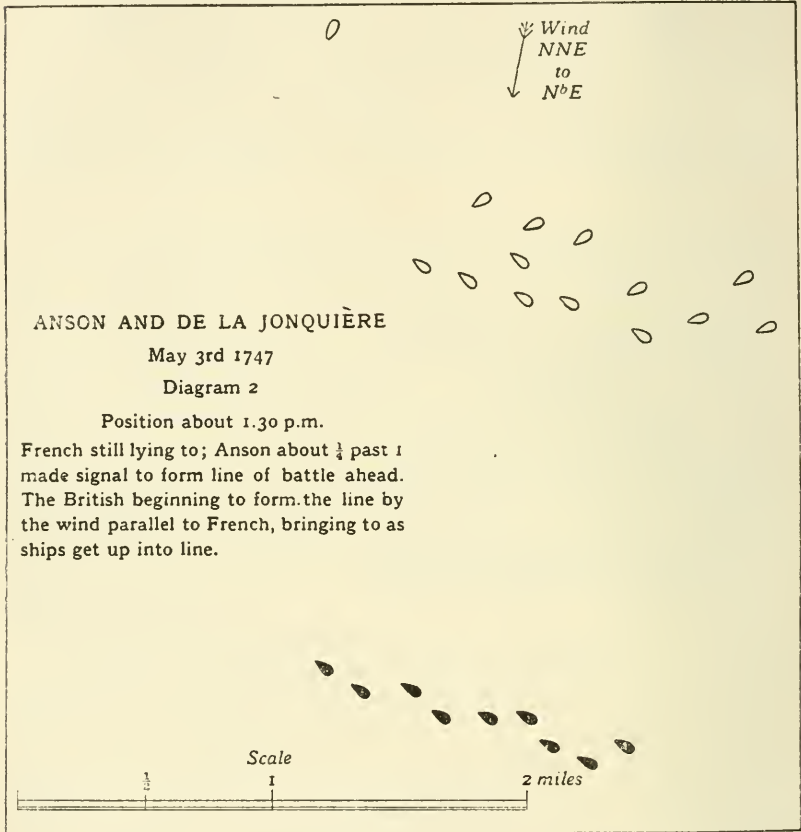 Wind
NNE
to
NᵇE
ANSON AND DE LA JONQUIÈRE
May 3rd 1747
Diagram 2
Position about 1.30 p.m.
French still lying to; Anson about ¼ past 1
made signal to form line of battle ahead.
The British beginning to form the line by
the wind parallel to French, bringing to as
ships get up into line.
Scale
½ 1 2 miles